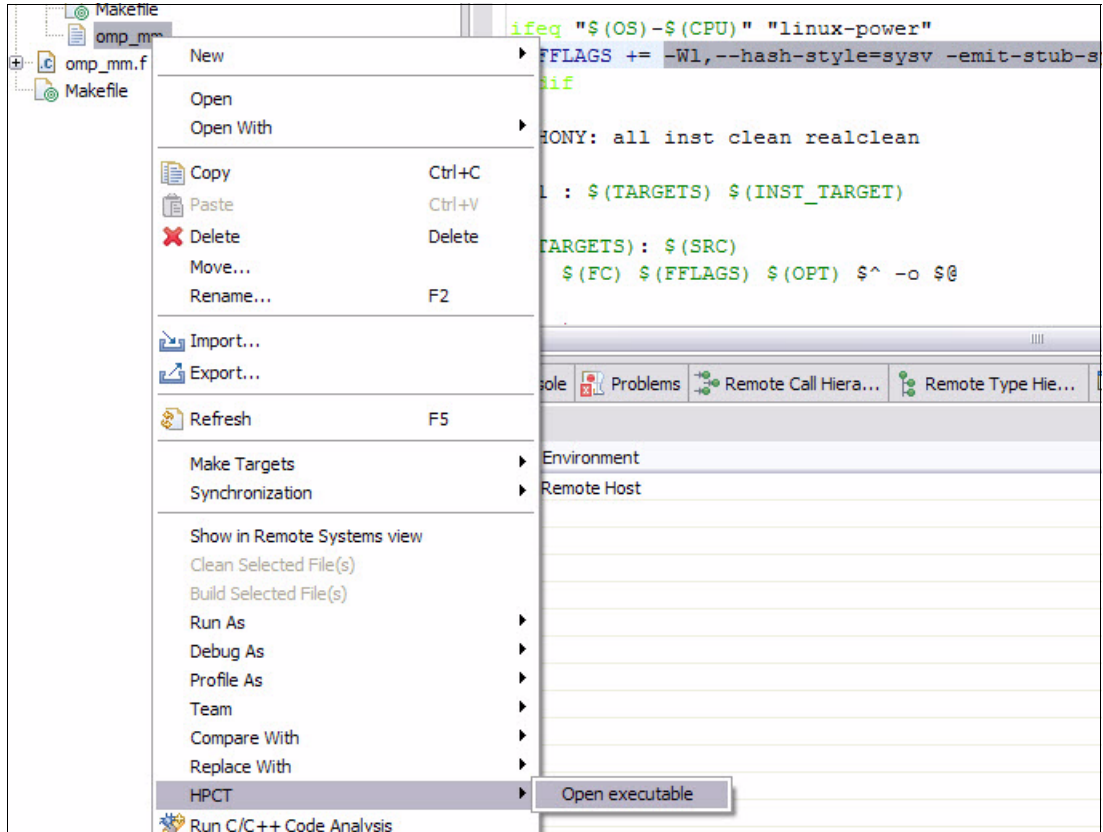 Makefile
omp_mm
omp_mm.f
Makefile
New
Open
Open With
Copy Ctrl+C
Paste Ctrl+V
Delete Delete
Move...
Rename... F2
Import...
Export...
Refresh F5
Make Targets
Synchronization
Show in Remote Systems view
Clean Selected File(s)
Build Selected File(s)
Run As
Debug As
Profile As
Team
Compare With
Replace With
HPCT
Run C/C++ Code Analysis
Open executable
ifeq "$(OS)-$(CPU)" "linux-power"
FFLAGS += -Wl,--hash-style=sysv -emit-stub-s
dif
HONY: all inst clean realclean
l : $(TARGETS) $(INST_TARGET)
TARGETS): $(SRC)
$(FC) $(FFLAGS) $(OPT) $^ -o $@
sole Problems Remote Call Hiera... Remote Type Hie...
Environment
Remote Host